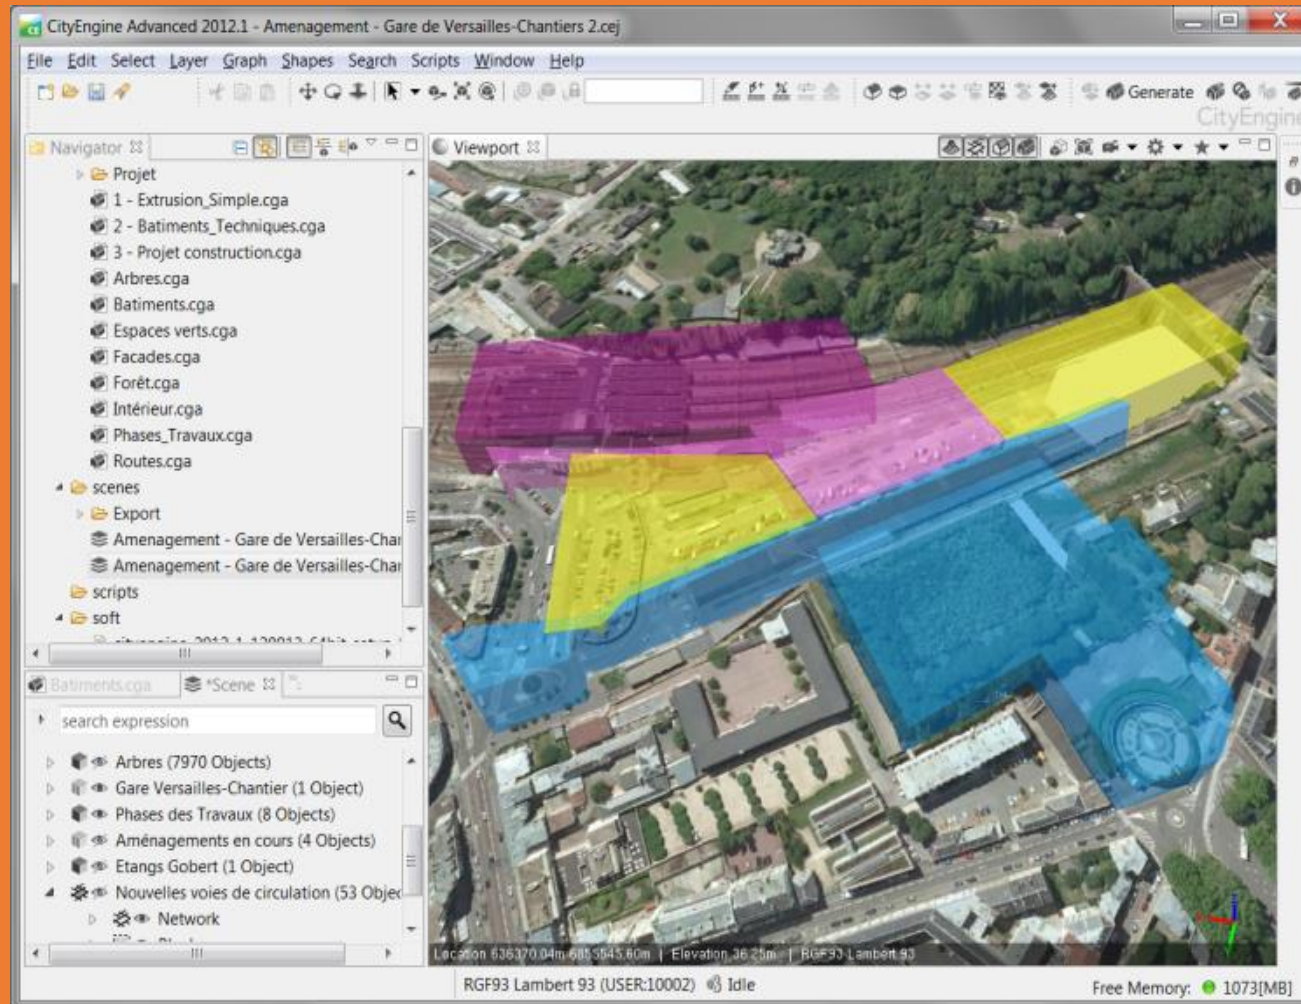 CityEngine Advanced 2012.1 - Amenagement - Gare de Versailles-Chantiers 2.cej
File Edit Select Layer Graph Shapes Search Scripts Window Help
Generate
CityEngine
Navigator
Viewport
Projet
1 - Extrusion_Simple.cga
2 - Batiments_Techniques.cga
3 - Projet construction.cga
Arbres.cga
Batiments.cga
Espaces verts.cga
Facades.cga
Forêt.cga
Intérieur.cga
Phases_Travaux.cga
Routes.cga
scenes
Export
Amenagement - Gare de Versailles-Char
Amenagement - Gare de Versailles-Char
scripts
soft
Batiments.cga
*Scene
search expression
Arbres (7970 Objects)
Gare Versailles-Chantier (1 Object)
Phases des Travaux (8 Objects)
Aménagements en cours (4 Objects)
Etangs Gobert (1 Object)
Nouvelles voies de circulation (53 Objec
Network
Location 636370.04m 6855545.60m | Elevation 36.25m | RGF93 Lambert 93
RGF93 Lambert 93 (USER:10002) Idle
Free Memory: 1073[MB]